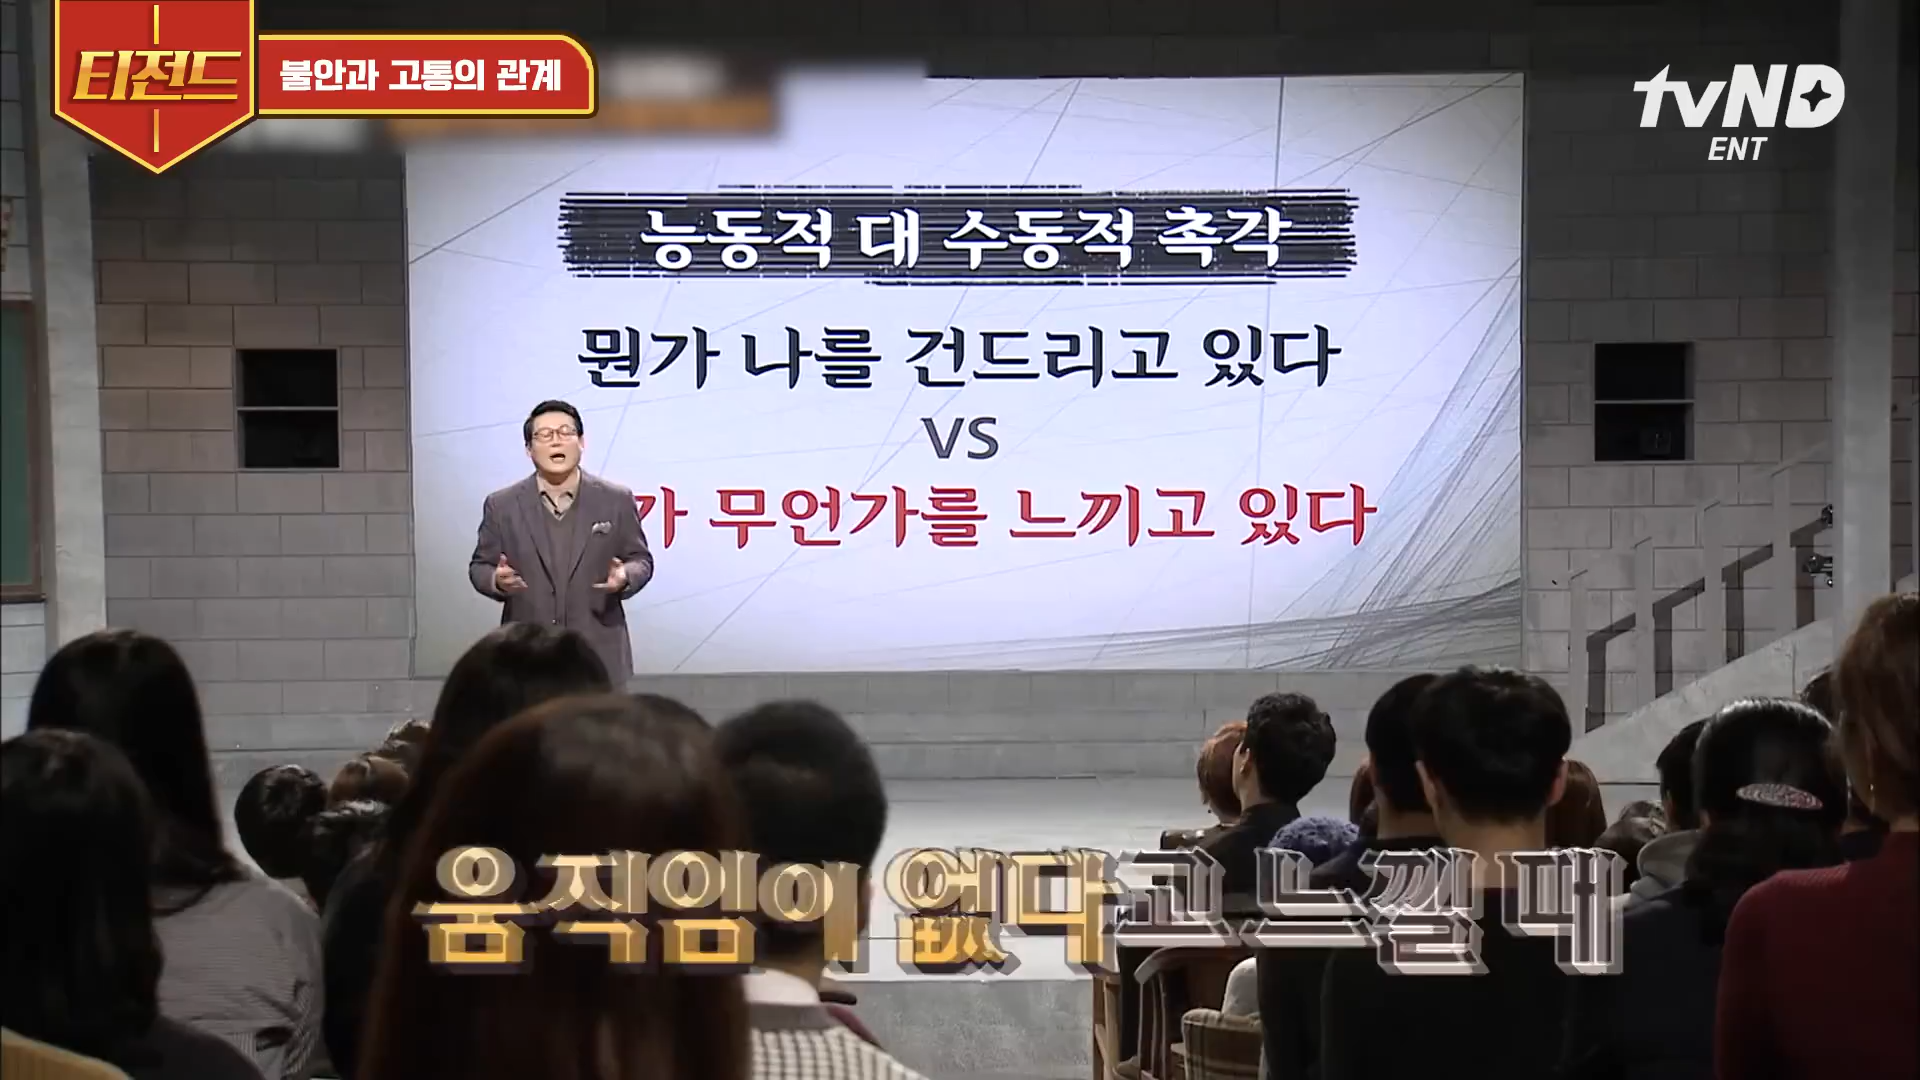 티전드
불안과 고통의 관계
tvND
ENT
능동적 대 수동적 촉각
뭔가 나를 건드리고 있다
VS
가 무언가를 느끼고 있다
움직임이 없다고 느낄 때